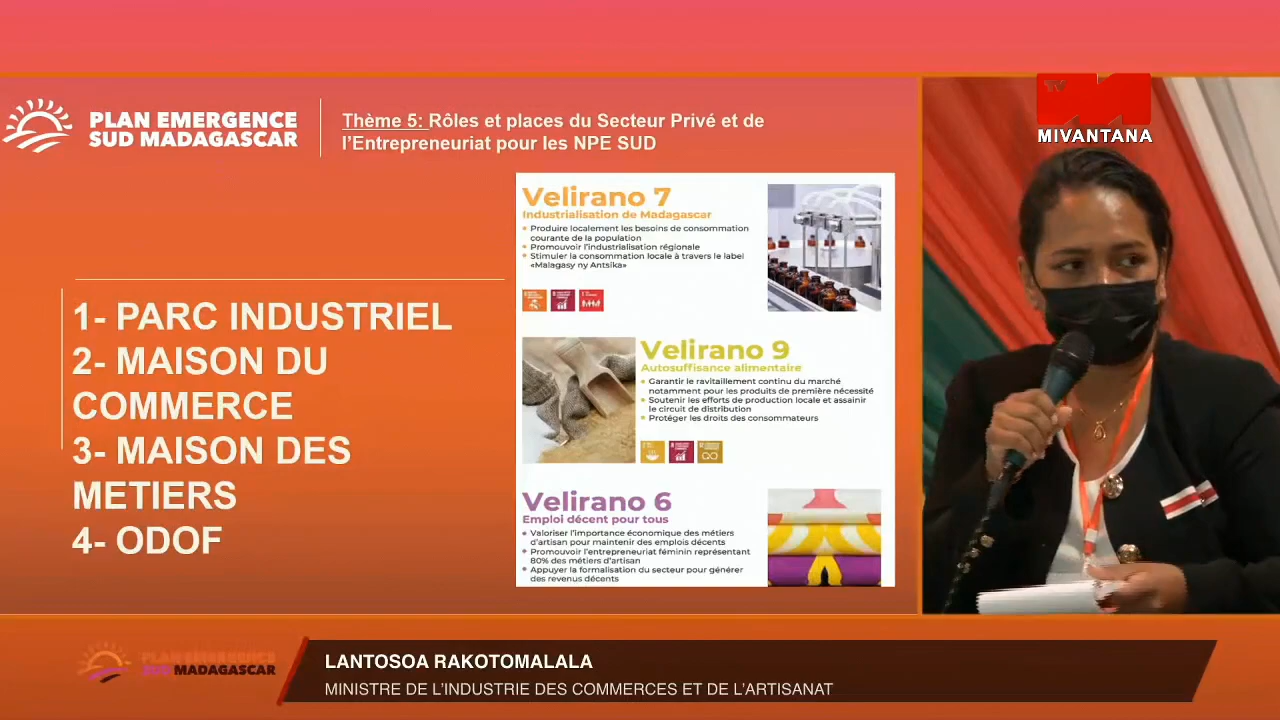 PLAN EMERGENCE
SUD MADAGASCAR
Thème 5: Rôles et places du Secteur Privé et de
l'Entrepreneuriat pour les NPE SUD
TV
MIVANTANA
1- PARC INDUSTRIEL
2- MAISON DU
COMMERCE
3- MAISON DES
METIERS
4- ODOF
Velirano 7
Industrialisation de Madagascar
Produire localement les besoins de consommation
courante de la population
Promouvoir l'industrialisation régionale
Stimuler la consommation locale à travers le label
«Malagasy ny Antsika»
Velirano 9
Autosuffisance alimentaire
Garantir le ravitaillement continu du marché
notamment pour les produits de première nécessité
Soutenir les efforts de production locale et assainir
le circuit de distribution
Protéger les droits des consommateurs
Velirano 6
Emploi décent pour tous
Valoriser l'importance économique des métiers
d'artisan pour maintenir des emplois décents
Promouvoir l'entrepreneuriat féminin représentant
80% des métiers d'artisan
Appuyer la formalisation du secteur pour générer
des revenus décents
PLAN EMERGENCE
SUD MADAGASCAR
LANTOSOA RAKOTOMALALA
MINISTRE DE L'INDUSTRIE DES COMMERCES ET DE L'ARTISANAT